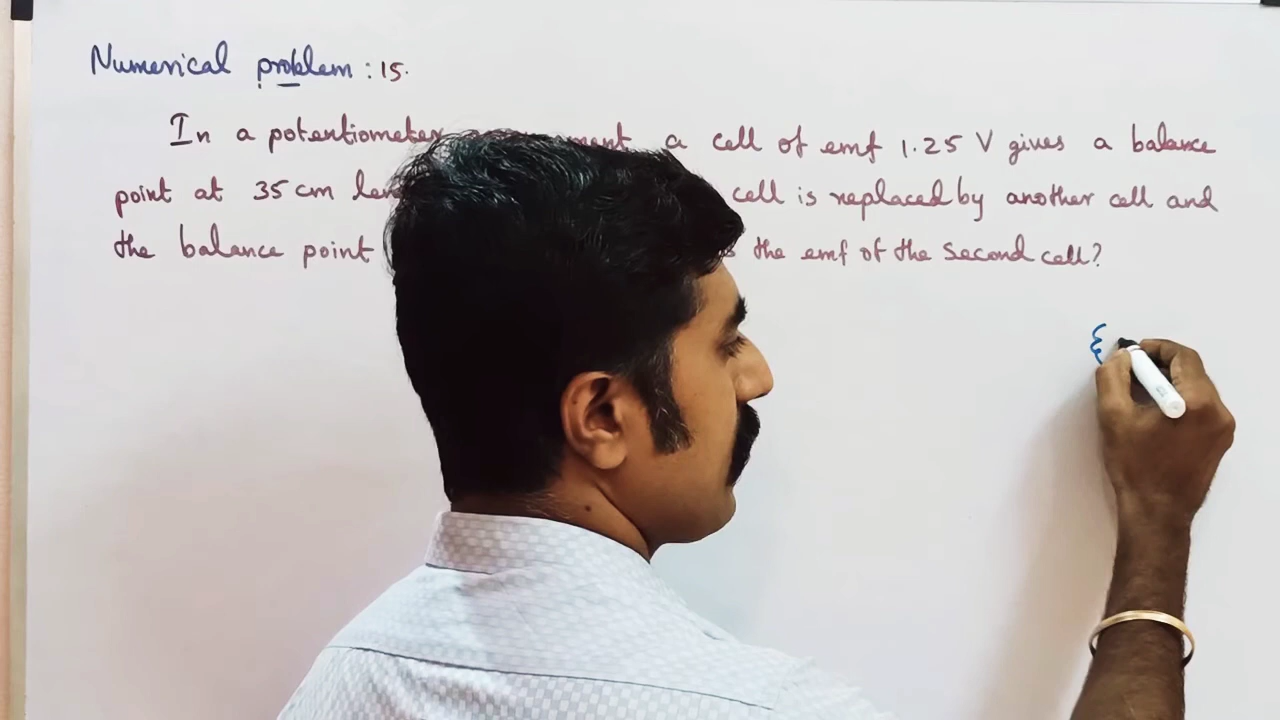 Numerical problem : 15.
In a potentiometer a cell of emf 1.25 V gives a balance
point at 35 cm cell is replaced by another cell and
the balance point the emf of the second cell?
ε